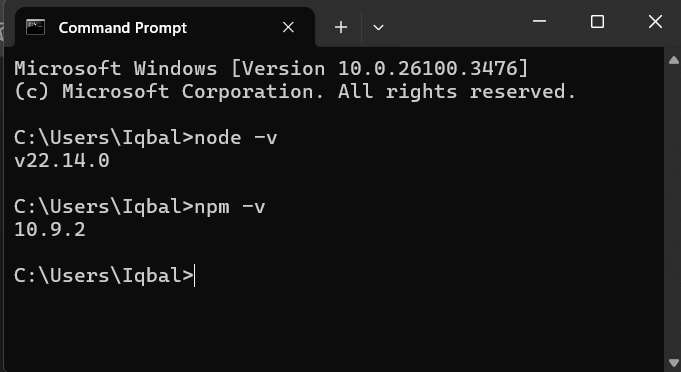 Command Prompt
Microsoft Windows [Version 10.0.26100.3476]
(c) Microsoft Corporation. All rights reserved.
C:\Users\Iqbal>node -v
v22.14.0
C:\Users\Iqbal>npm -v
10.9.2
C:\Users\Iqbal>